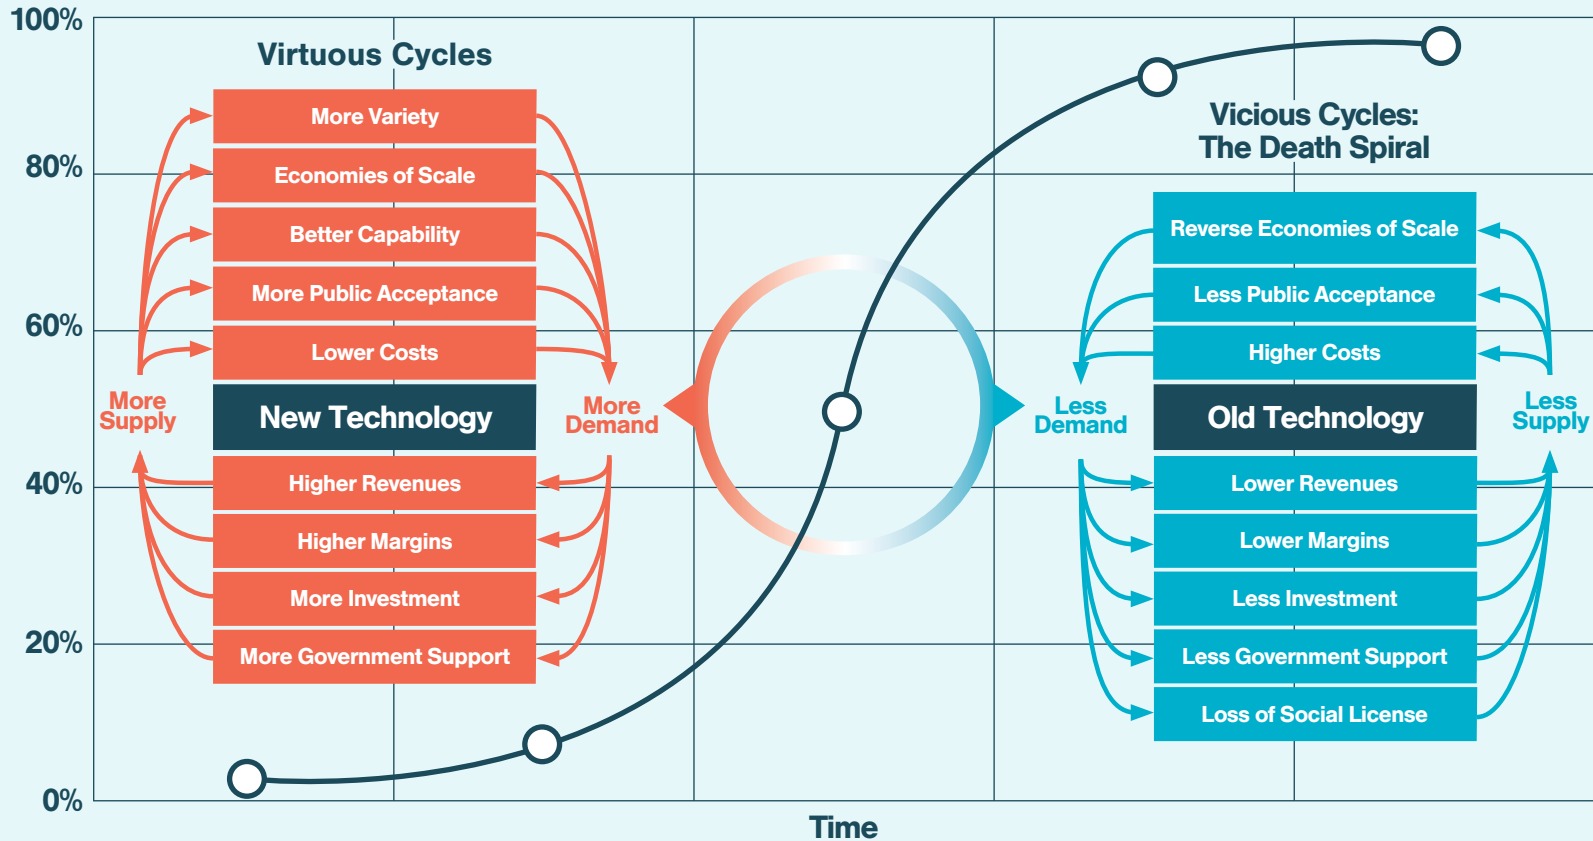 100%
80%
60%
40%
20%
0%
Virtuous Cycles
More Variety
Economies of Scale
Better Capability
More Public Acceptance
Lower Costs
More
Supply
New Technology
More
Demand
Higher Revenues
Higher Margins
More Investment
More Government Support
Vicious Cycles:
The Death Spiral
Reverse Economies of Scale
Less Public Acceptance
Higher Costs
Less
Demand
Old Technology
Less
Supply
Lower Revenues
Lower Margins
Less Investment
Less Government Support
Loss of Social License
Time